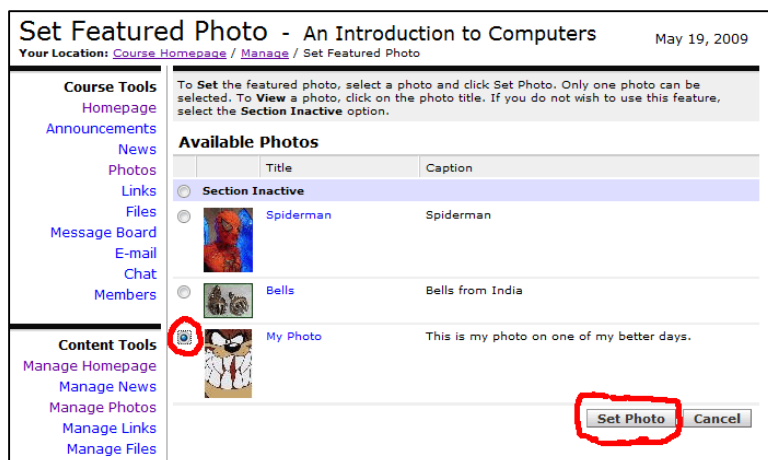 Set Featured Photo - An Introduction to Computers
May 19, 2009
Your Location: Course Homepage / Manage / Set Featured Photo
Course Tools
Homepage
Announcements
News
Photos
Links
Files
Message Board
E-mail
Chat
Members
Content Tools
Manage Homepage
Manage News
Manage Photos
Manage Links
Manage Files
To Set the featured photo, select a photo and click Set Photo. Only one photo can be
selected. To View a photo, click on the photo title. If you do not wish to use this feature,
select the Section Inactive option.
Available Photos
Title Caption
Section Inactive
Spiderman Spiderman
Bells Bells from India
My Photo This is my photo on one of my better days.
Set Photo Cancel